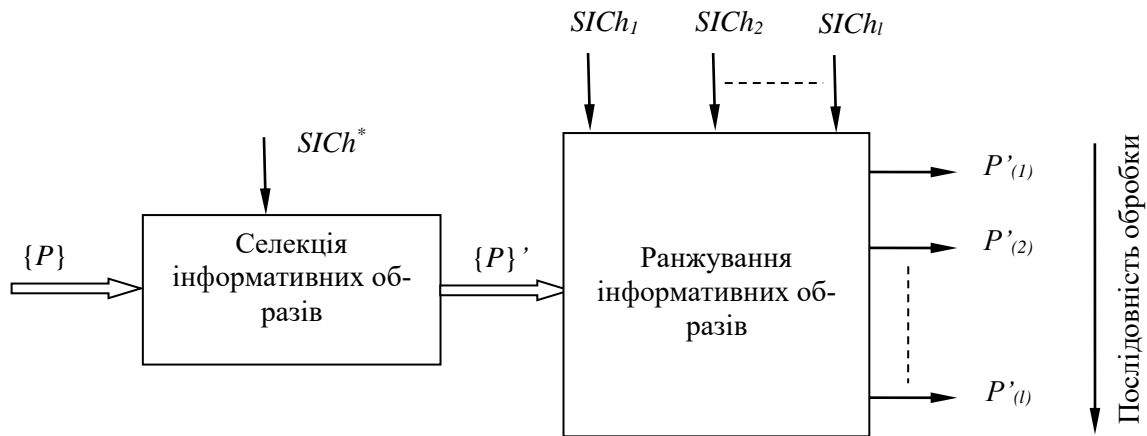 SICh₁ SICh₂ SIChₗ
SICh*
{P}
Селекція
інформативних об-
разів
{P}’
Ранжування
інформативних об-
разів
P’₍₁₎
P’₍₂₎
P’₍ₗ₎
Послідовність обробки